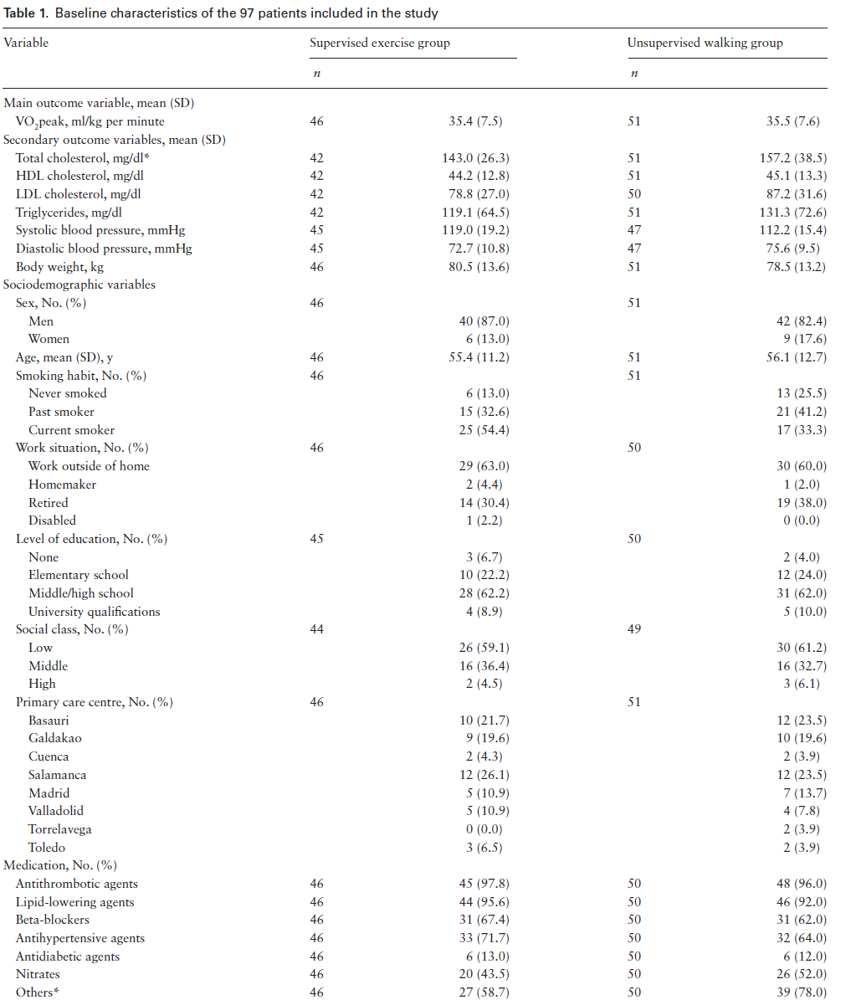 Table 1. Baseline characteristics of the 97 patients included in the study
Variable Supervised exercise group Unsupervised walking group
n n
Main outcome variable, mean (SD)
VO2peak, ml/kg per minute 46 35.4 (7.5) 51 35.5 (7.6)
Secondary outcome variables, mean (SD)
Total cholesterol, mg/dl* 42 143.0 (26.3) 51 157.2 (38.5)
HDL cholesterol, mg/dl 42 44.2 (12.8) 51 45.1 (13.3)
LDL cholesterol, mg/dl 42 78.8 (27.0) 50 87.2 (31.6)
Triglycerides, mg/dl 42 119.1 (64.5) 51 131.3 (72.6)
Systolic blood pressure, mmHg 45 119.0 (19.2) 47 112.2 (15.4)
Diastolic blood pressure, mmHg 45 72.7 (10.8) 47 75.6 (9.5)
Body weight, kg 46 80.5 (13.6) 51 78.5 (13.2)
Sociodemographic variables
Sex, No. (%) 46 51
Men 40 (87.0) 42 (82.4)
Women 6 (13.0) 9 (17.6)
Age, mean (SD), y 46 55.4 (11.2) 51 56.1 (12.7)
Smoking habit, No. (%) 46 51
Never smoked 6 (13.0) 13 (25.5)
Past smoker 15 (32.6) 21 (41.2)
Current smoker 25 (54.4) 17 (33.3)
Work situation, No. (%) 46 50
Work outside of home 29 (63.0) 30 (60.0)
Homemaker 2 (4.4) 1 (2.0)
Retired 14 (30.4) 19 (38.0)
Disabled 1 (2.2) 0 (0.0)
Level of education, No. (%) 45 50
None 3 (6.7) 2 (4.0)
Elementary school 10 (22.2) 12 (24.0)
Middle/high school 28 (62.2) 31 (62.0)
University qualifications 4 (8.9) 5 (10.0)
Social class, No. (%) 44 49
Low 26 (59.1) 30 (61.2)
Middle 16 (36.4) 16 (32.7)
High 2 (4.5) 3 (6.1)
Primary care centre, No. (%) 46 51
Basauri 10 (21.7) 12 (23.5)
Galdakao 9 (19.6) 10 (19.6)
Cuenca 2 (4.3) 2 (3.9)
Salamanca 12 (26.1) 12 (23.5)
Madrid 5 (10.9) 7 (13.7)
Valladolid 5 (10.9) 4 (7.8)
Torrelavega 0 (0.0) 2 (3.9)
Toledo 3 (6.5) 2 (3.9)
Medication, No. (%)
Antithrombotic agents 46 45 (97.8) 50 48 (96.0)
Lipid-lowering agents 46 44 (95.6) 50 46 (92.0)
Beta-blockers 46 31 (67.4) 50 31 (62.0)
Antihypertensive agents 46 33 (71.7) 50 32 (64.0)
Antidiabetic agents 46 6 (13.0) 50 6 (12.0)
Nitrates 46 20 (43.5) 50 26 (52.0)
Others* 46 27 (58.7) 50 39 (78.0)